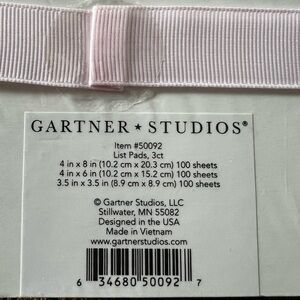 GARTNER ★ STUDIOS®
Item #50092
List Pads, 3ct
4 in x 8 in (10.2 cm x 20.3 cm) 100 sheets
4 in x 6 in (10.2 cm x 15.2 cm) 100 sheets
3.5 in x 3.5 in (8.9 cm x 8.9 cm) 100 sheets
© Gartner Studios, LLC
Stillwater, MN 55082
Designed in the USA
Made in Vietnam
www.gartnerstudios.com
6 34680 50092 7